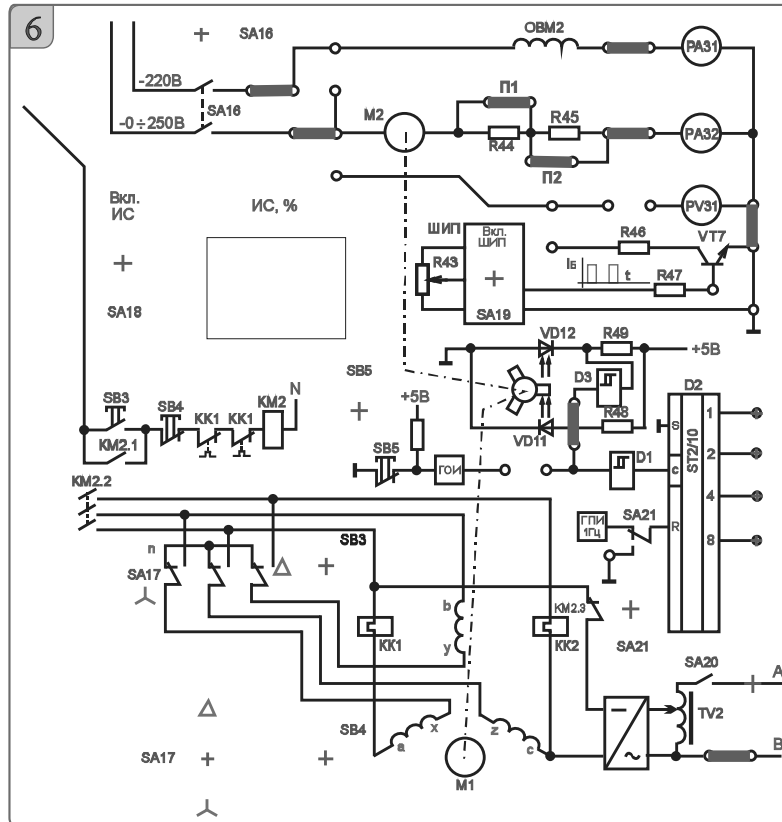 6
SA16
ОВМ2
PA31
-220В
SA16
П1
-0÷250В
M2
R44
R45
PA32
П2
Вкл.
ИС
ИС, %
PV31
ШИП
Вкл.
ШИП
R43
SA19
R46
VT7
IБ
t
R47
SA18
VD12
R49
+5В
SB5
D3
D2
SB3
SB4
KK1
KK1
KM2
N
+5В
VD11
R48
S
ST2/10
1
KM2.1
SB5
ГОИ
D1
C
2
KM2.2
4
ГПИ
1Гц
SA21
R
8
n
SB3
SA17
b
y
KK1
KM2.3
KK2
SA21
SA20
A
TV2
SB4
a
x
z
c
~
B
SA17
M1